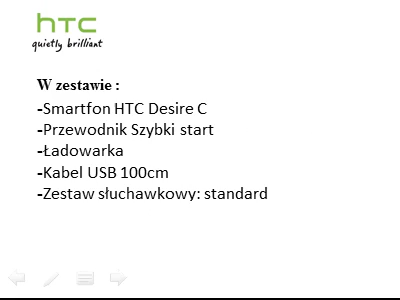 hTC
quietly brilliant
W zestawie :
-Smartfon HTC Desire C
-Przewodnik Szybki start
-Ładowarka
-Kabel USB 100cm
-Zestaw słuchawkowy: standard